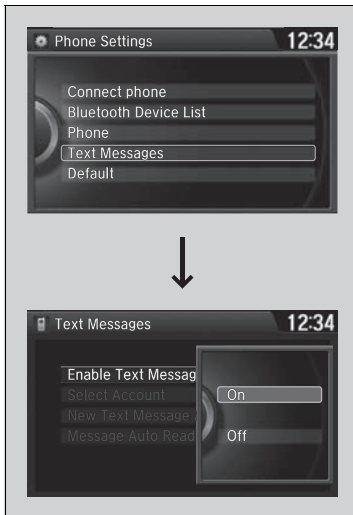 Phone Settings 12:34
Connect phone
Bluetooth Device List
Phone
Text Messages
Default
Text Messages 12:34
Enable Text Messag
Select Account
New Text Message
Message Auto Read
On
Off